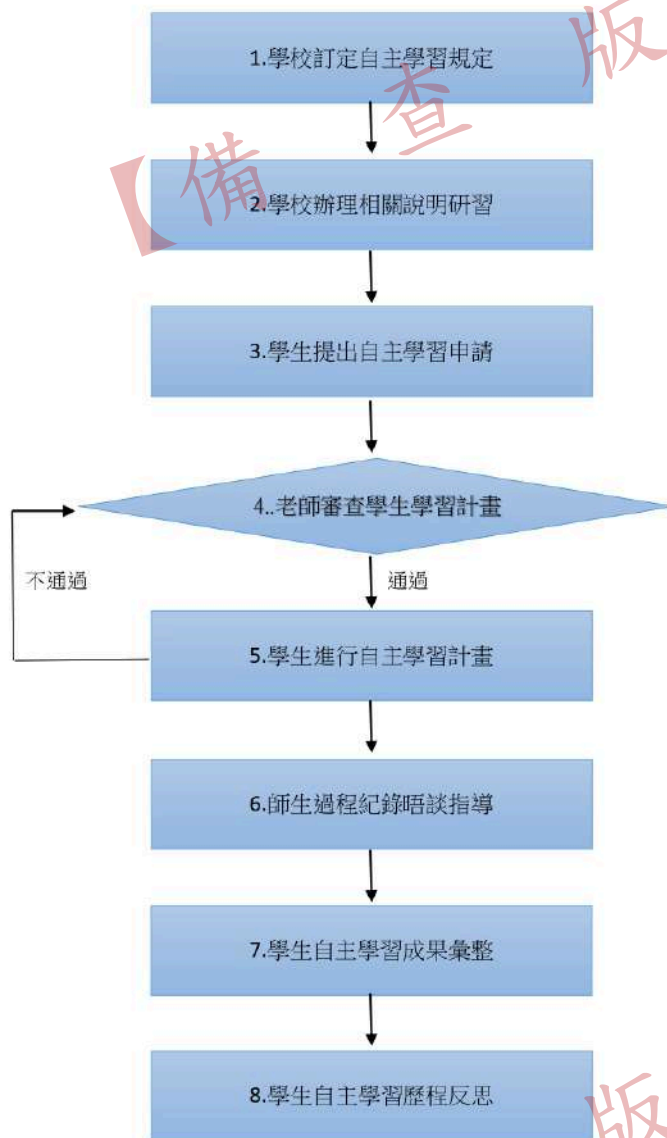 1.學校訂定自主學習規定
2.學校辦理相關說明研習
3.學生提出自主學習申請
4..老師審查學生學習計畫
不通過
通過
5.學生進行自主學習計畫
6.師生過程紀錄晤談指導
7.學生自主學習成果彙整
8.學生自主學習歷程反思
【備查版
版